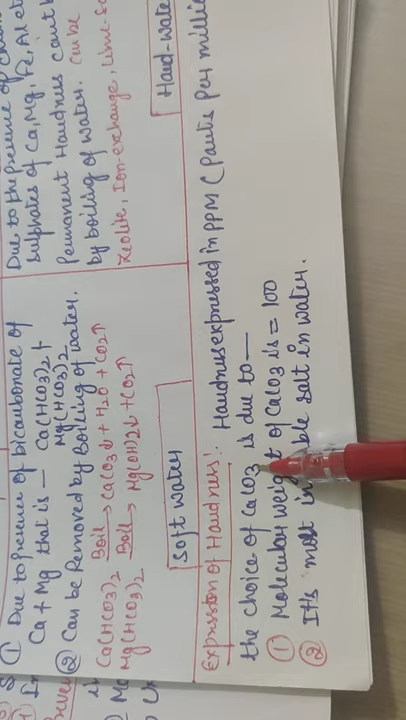 ① Due to presence of bicarbonate of
Ca + Mg that is — Ca(HCO3)2 +
Mg(HCO3)2
② Can be Removed by Boiling of water.
Ca(HCO3)2 Boil → CaCO3↓ + H2O + CO2↑
Mg(HCO3)2 Boil → Mg(OH)2↓ + CO2↑
Due to the presence of
sulphates of Ca, Mg, Fe, Al etc
Permanent Hardness can't
by boiling of water. Can be
Zeolite, Ion-exchange, Lime-So
Soft water
Hard-wate
Expression of Hardness:- Hardness expressed in PPM (Parts Per millio
the choice of CaCO3 is due to —
① Molecular weight of CaCO3 is = 100
② It is most in ble salt in water.